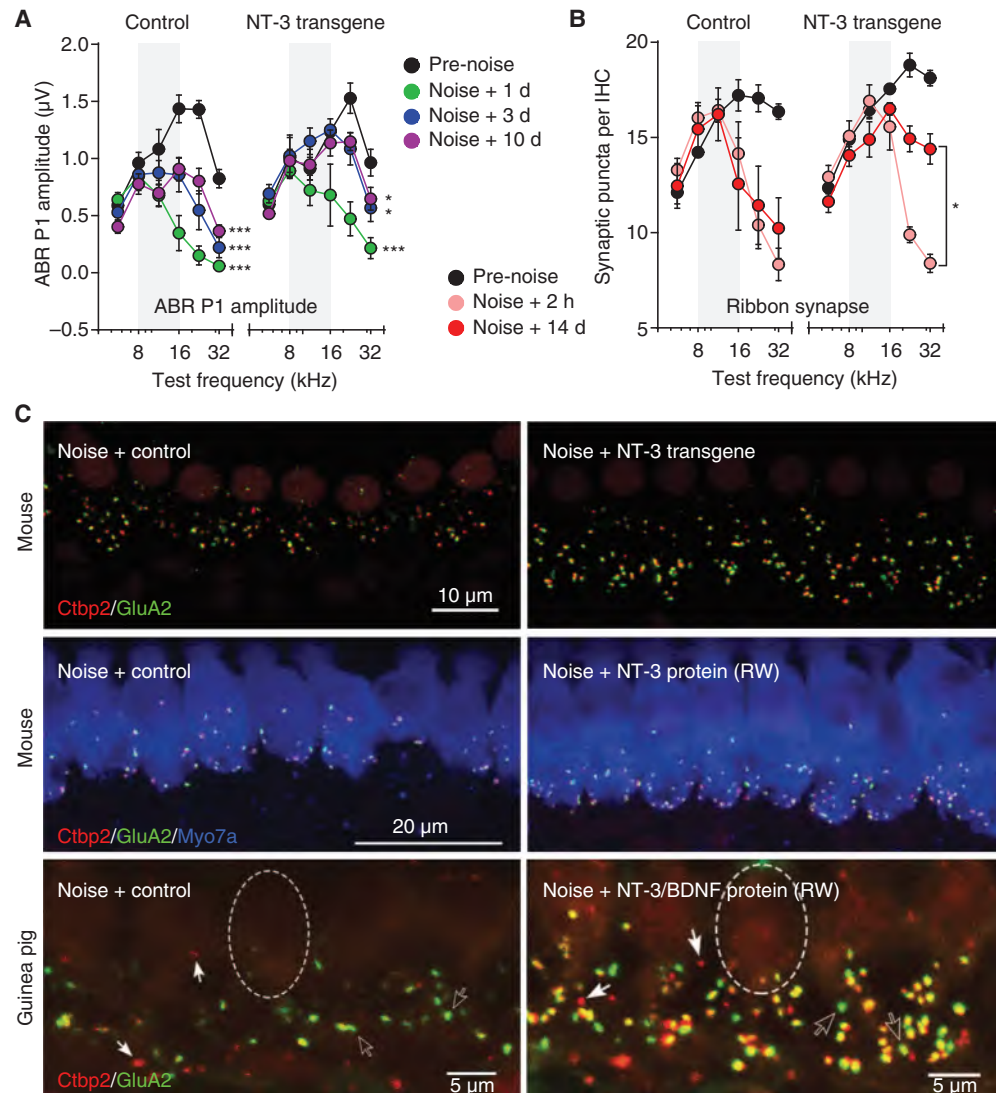 A
Control
NT-3 transgene
2.0
1.5
1.0
0.5
0.0
−0.5
ABR P1 amplitude (µV)
Pre-noise
Noise + 1 d
Noise + 3 d
Noise + 10 d
***
***
***
*
*
***
ABR P1 amplitude
8
16
32
8
16
32
Test frequency (kHz)
Pre-noise
Noise + 2 h
Noise + 14 d
B
Control
NT-3 transgene
20
15
10
5
Synaptic puncta per IHC
*
Ribbon synapse
8
16
32
8
16
32
Test frequency (kHz)
C
Mouse
Noise + control
Ctbp2/GluA2
10 µm
Noise + NT-3 transgene
Mouse
Noise + control
Ctbp2/GluA2/Myo7a
20 µm
Noise + NT-3 protein (RW)
Guinea pig
Noise + control
Ctbp2/GluA2
5 µm
Noise + NT-3/BDNF protein (RW)
5 µm